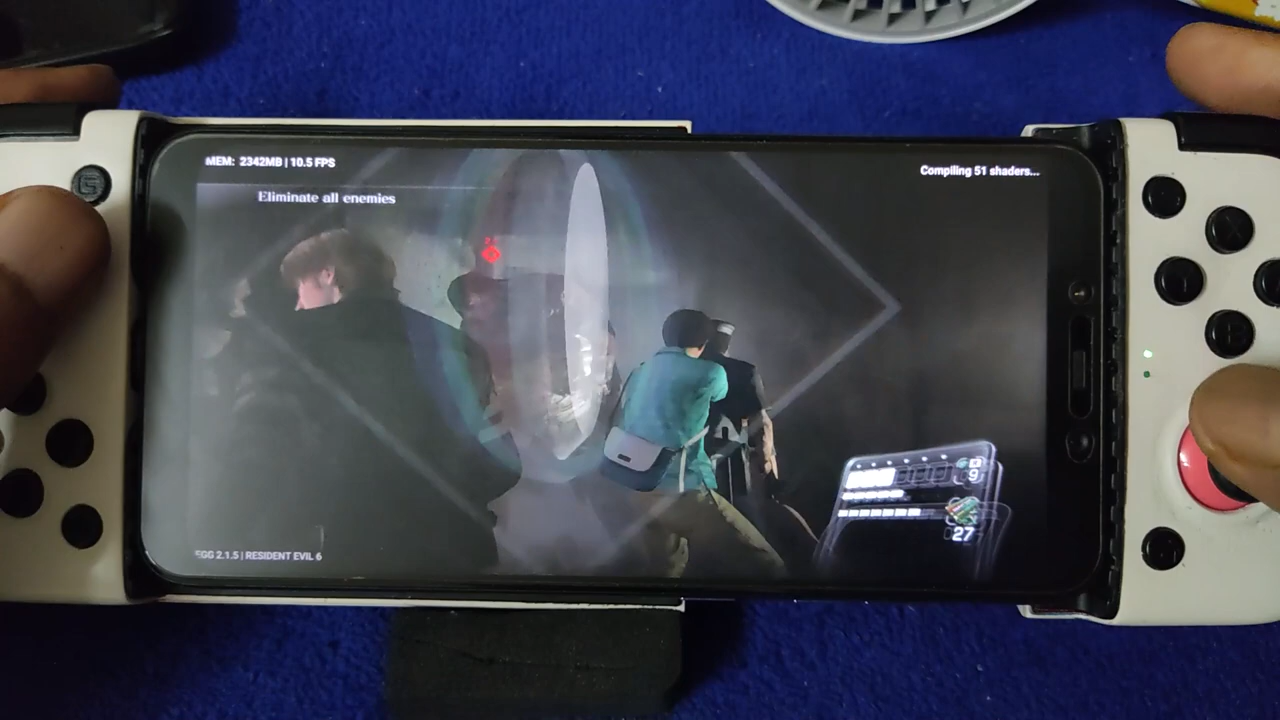 MEM: 2342MB | 10.5 FPS
Compiling 51 shaders...
Eliminate all enemies
9
27
EGG 2.1.5 | RESIDENT EVIL 6